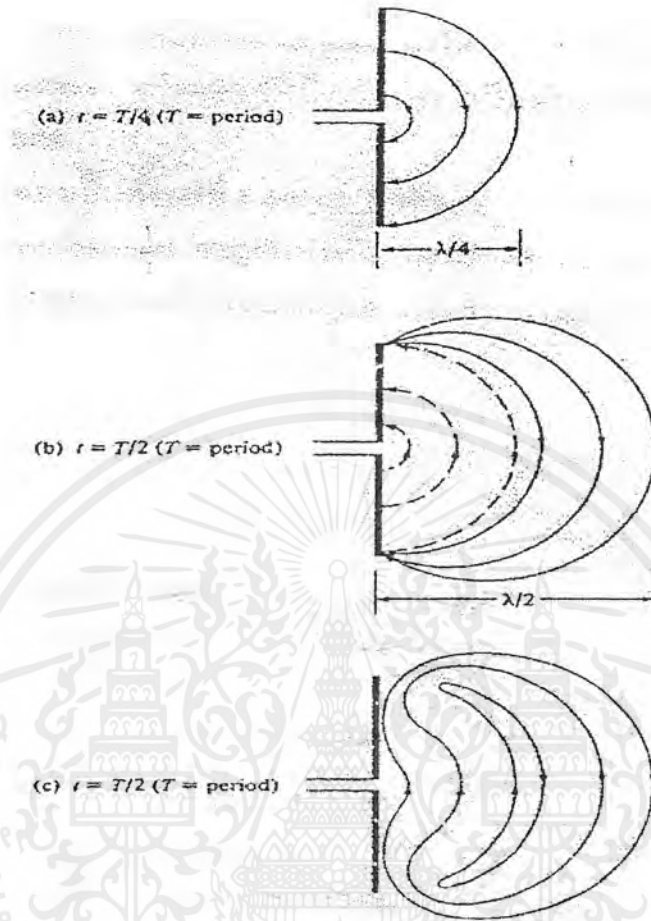 (a) t = T/4 (T = period)
λ/4
(b) t = T/2 (T = period)
λ/2
(c) t = T/2 (T = period)